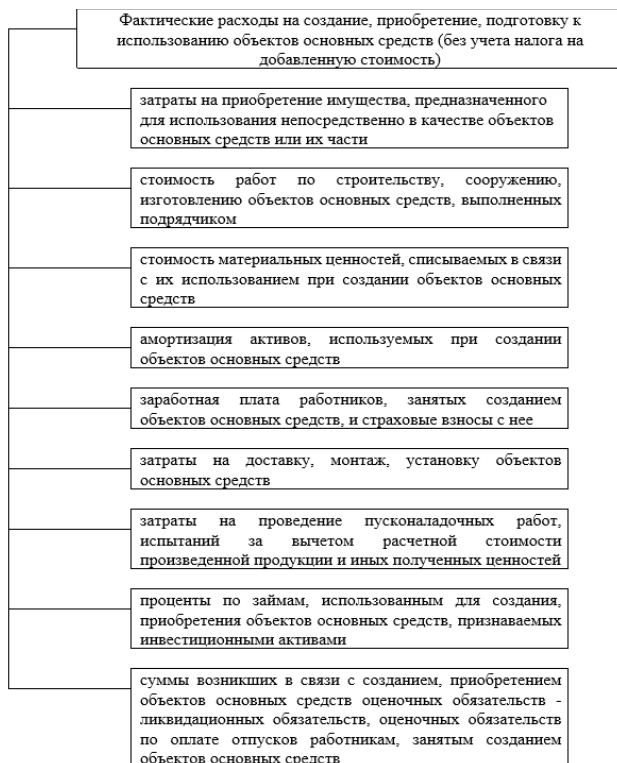 Фактические расходы на создание, приобретение, подготовку к
использованию объектов основных средств (без учета налога на
добавленную стоимость)
затраты на приобретение имущества, предназначенного
для использования непосредственно в качестве объектов
основных средств или их части
стоимость работ по строительству, сооружению,
изготовлению объектов основных средств, выполненных
подрядчиком
стоимость материальных ценностей, списываемых в связи
с их использованием при создании объектов основных
средств
амортизация активов, используемых при создании
объектов основных средств
заработная плата работников, занятых созданием
объектов основных средств, и страховые взносы с нее
затраты на доставку, монтаж, установку объектов
основных средств
затраты на проведение пусконаладочных работ,
испытаний за вычетом расчетной стоимости
произведенной продукции и иных полученных ценностей
проценты по займам, использованным для создания,
приобретения объектов основных средств, признаваемых
инвестиционными активами
суммы возникших в связи с созданием, приобретением
объектов основных средств оценочных обязательств -
ликвидационных обязательств, оценочных обязательств
по оплате отпусков работникам, занятым созданием
объектов основных средств